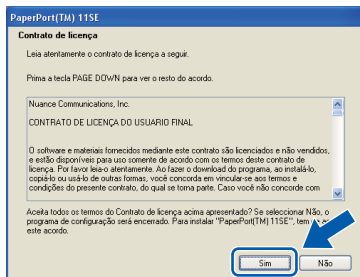 PaperPort(TM) 11SE
Contrato de licença
Leia atentamente o contrato de licença a seguir.
Prima a tecla PAGE DOWN para ver o resto do acordo.
Nuance Communications, Inc.
CONTRATO DE LICENÇA DO USUARIO FINAL
O software e materiais fornecidos mediante este contrato são licenciados e não vendidos,
e estão disponíveis para uso somente de acordo com os termos deste contrato de
licença. Por favor leia-o atentamente. Ao fazer o download do programa, ao instalá-lo,
copiá-lo ou usá-lo de outras formas, você concorda em vincular-se aos termos e
condições do presente contrato, do qual se torna parte. Caso você não concorde com
Aceita todos os termos do Contrato de licença acima apresentado? Se seleccionar Não, o
programa de configuração será encerrado. Para instalar "PaperPort(TM) 11SE", tem
este acordo.
Sim
Não